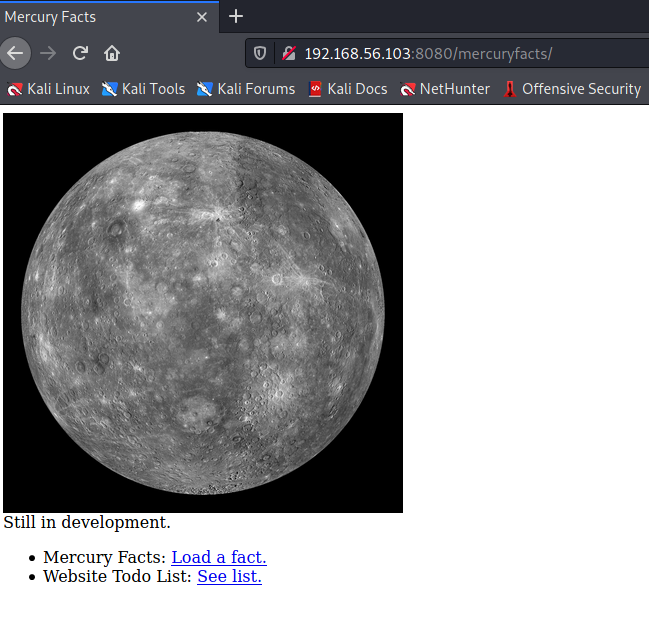 Mercury Facts
192.168.56.103:8080/mercuryfacts/
Kali Linux Kali Tools Kali Forums Kali Docs NetHunter Offensive Security
Still in development.
Mercury Facts: Load a fact.
Website Todo List: See list.